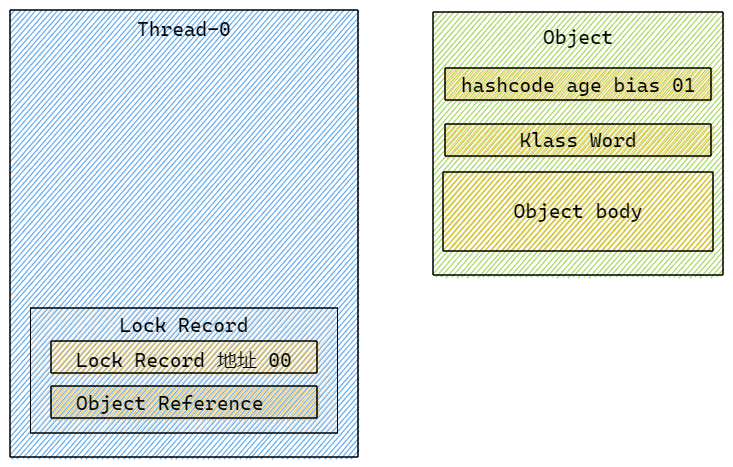 Thread-0
Lock Record
Lock Record 地址 00
Object Reference
Object
hashcode age bias 01
Klass Word
Object body